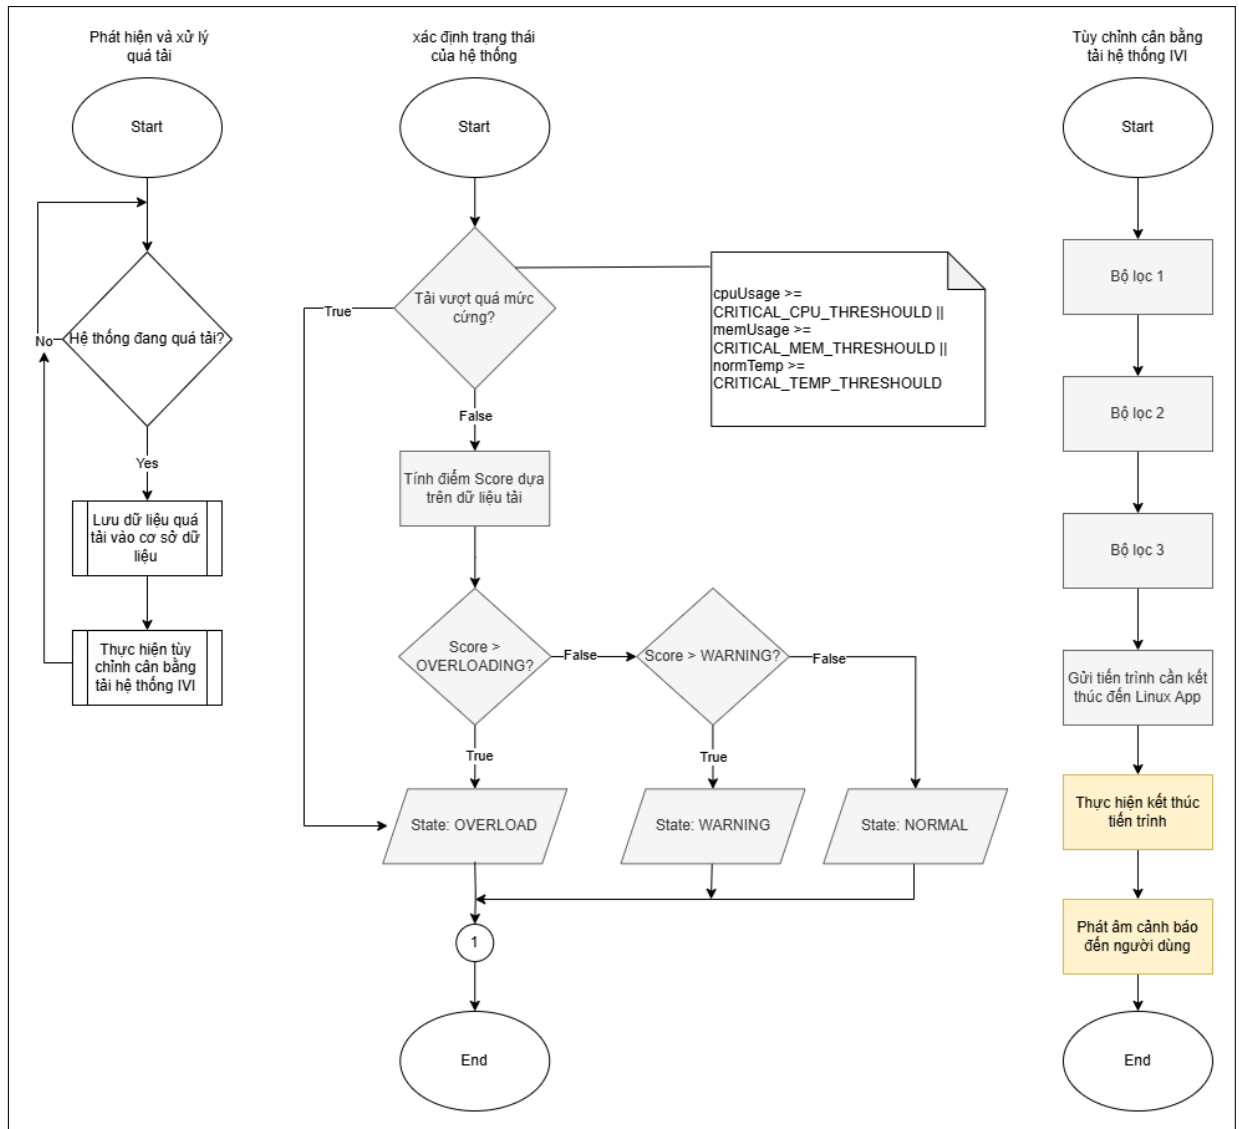 Phát hiện và xử lý
quá tải
Start
Hệ thống đang quá tải?
No
Yes
Lưu dữ liệu quá
tải vào cơ sở dữ
liệu
Thực hiện tùy
chỉnh cân bằng
tải hệ thống IVI
xác định trạng thái
của hệ thống
Start
Tải vượt quá mức
cứng?
True
cpuUsage >=
CRITICAL_CPU_THRESHOULD ||
memUsage >=
CRITICAL_MEM_THRESHOULD ||
normTemp >=
CRITICAL_TEMP_THRESHOULD
False
Tính điểm Score dựa
trên dữ liệu tải
Score >
OVERLOADING?
False
Score > WARNING?
False
True
True
State: OVERLOAD
State: WARNING
State: NORMAL
1
End
Tùy chỉnh cân bằng
tải hệ thống IVI
Start
Bộ lọc 1
Bộ lọc 2
Bộ lọc 3
Gửi tiến trình cần kết
thúc đến Linux App
Thực hiện kết thúc
tiến trình
Phát âm cảnh báo
đến người dùng
End